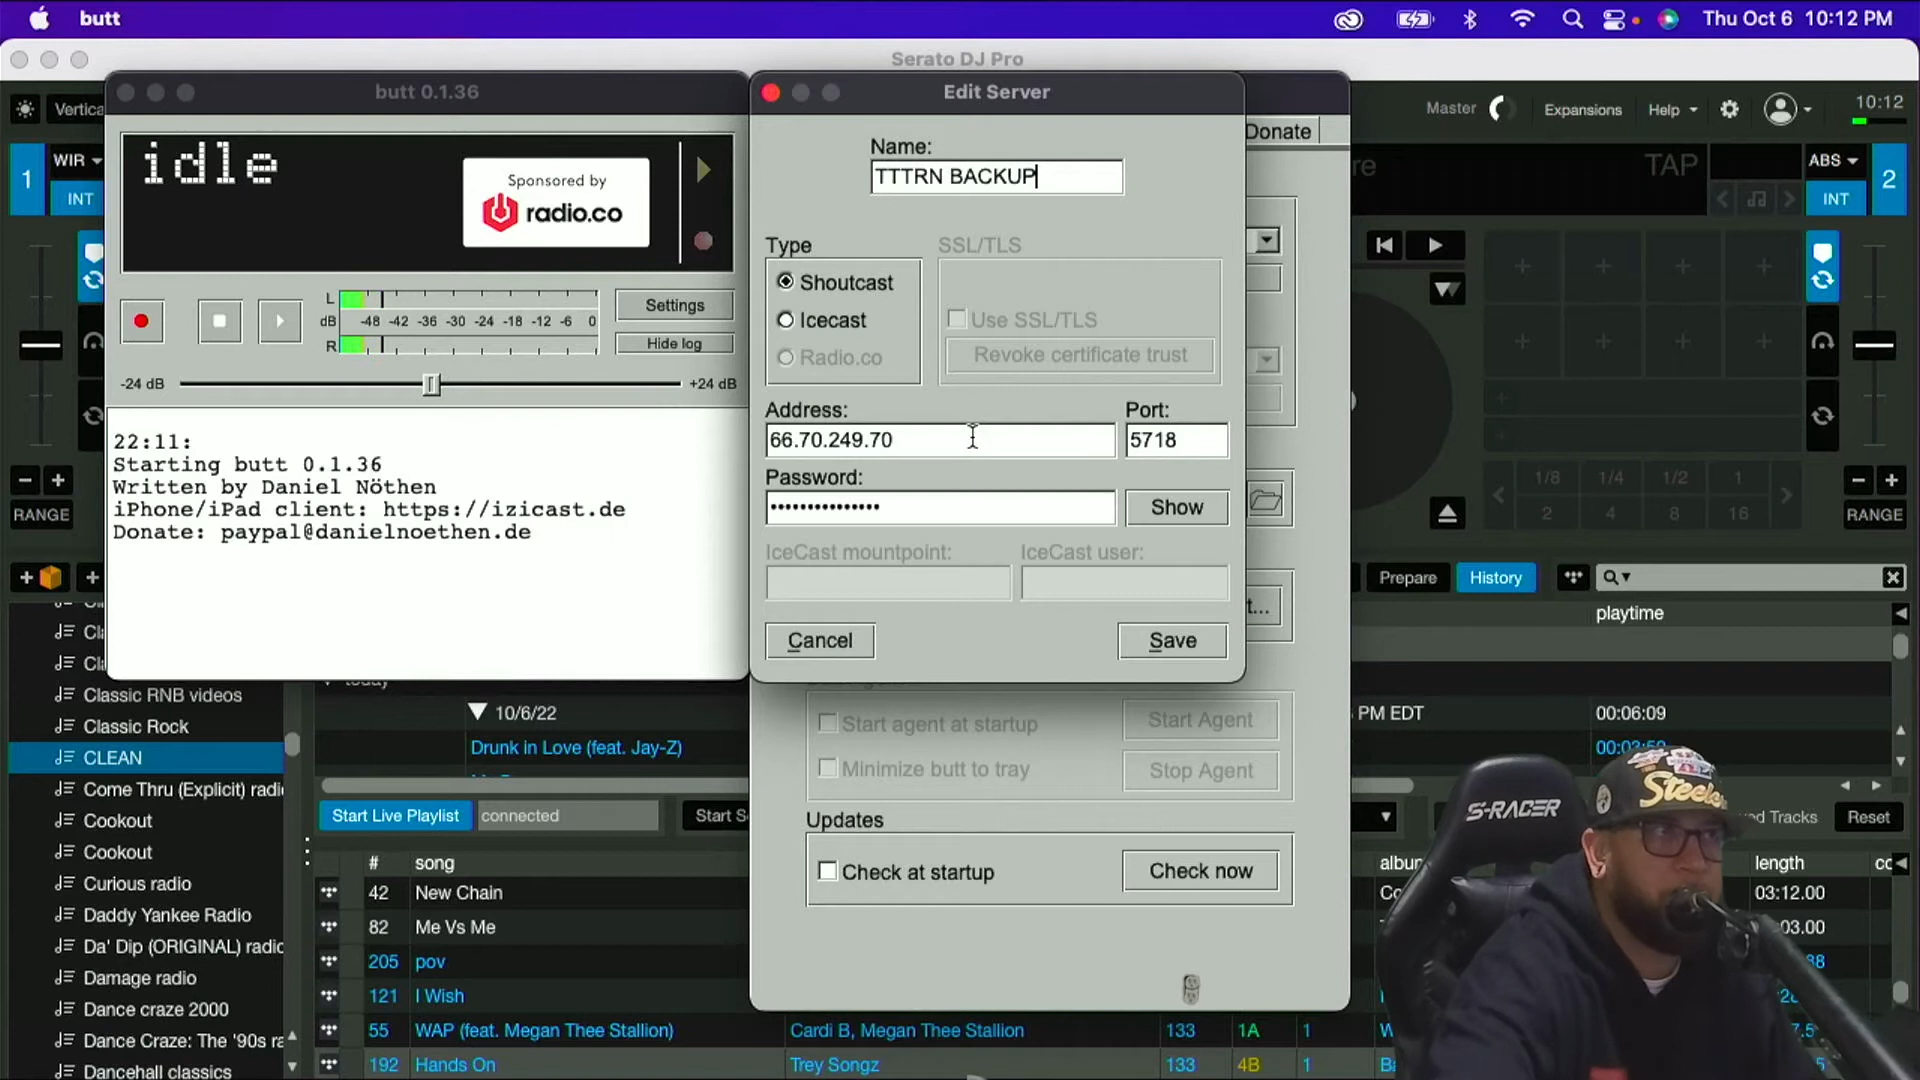 butt
Thu Oct 6 10:12 PM
Serato DJ Pro
butt 0.1.36
Edit Server
Master
Expansions
Help
10:12
idle
Sponsored by
radio.co
Donate
Name:
TTTRN BACKUP
TAP
1
INT
ABS
INT
2
Type
SSL/TLS
Shoutcast
Icecast
Radio.co
Use SSL/TLS
Revoke certificate trust
L
dB
R
-48 -42 -36 -30 -24 -18 -12 -6 0
Settings
Hide log
-24 dB
+24 dB
Address:
66.70.249.70
Port:
5718
Password:
Show
IceCast mountpoint:
IceCast user:
Cancel
Save
22:11:
Starting butt 0.1.36
Written by Daniel Nöthen
iPhone/iPad client: https://izicast.de
Donate: paypal@danielnoethen.de
RANGE
1/8 1/4 1/2 1
2 4 8 16
RANGE
Prepare
History
playtime
Classic RNB videos
Classic Rock
CLEAN
Come Thru (Explicit) radi
Cookout
Cookout
Curious radio
Daddy Yankee Radio
Da' Dip (ORIGINAL) radio
Damage radio
Dance craze 2000
Dance Craze: The '90s ra
Dancehall classics
10/6/22
PM EDT
00:06:09
Drunk in Love (feat. Jay-Z)
Start Live Playlist
connected
Start S
Start agent at startup
Start Agent
Minimize butt to tray
Stop Agent
Updates
Check at startup
Check now
Tracks
Reset
S-RACER
Steelers
# song
album
length
42 New Chain
03:12.00
82 Me Vs Me
03.00
205 pov
121 I Wish
55 WAP (feat. Megan Thee Stallion) Cardi B, Megan Thee Stallion 133 1A 1
192 Hands On Trey Songz 133 4B 1